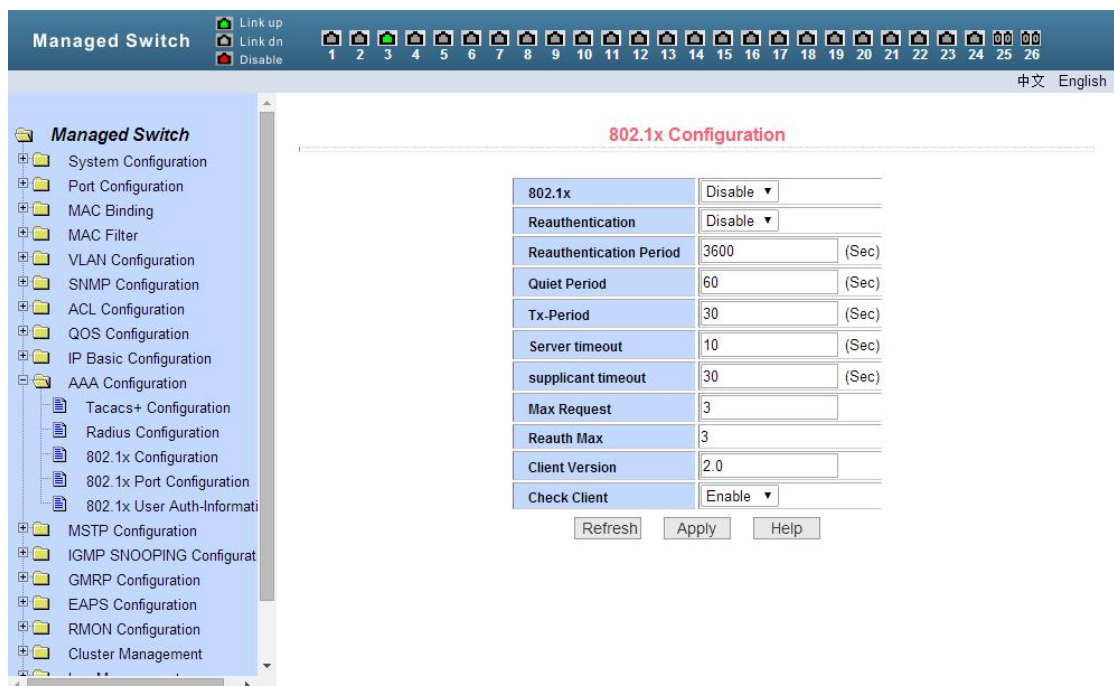 Managed Switch
Link up
Link dn
Disable
1 2 3 4 5 6 7 8 9 10 11 12 13 14 15 16 17 18 19 20 21 22 23 24 25 26
中文 English
Managed Switch
System Configuration
Port Configuration
MAC Binding
MAC Filter
VLAN Configuration
SNMP Configuration
ACL Configuration
QOS Configuration
IP Basic Configuration
AAA Configuration
Tacacs+ Configuration
Radius Configuration
802.1x Configuration
802.1x Port Configuration
802.1x User Auth-Informati
MSTP Configuration
IGMP SNOOPING Configurat
GMRP Configuration
EAPS Configuration
RMON Configuration
Cluster Management
802.1x Configuration
802.1x Disable
Reauthentication Disable
Reauthentication Period 3600 (Sec)
Quiet Period 60 (Sec)
Tx-Period 30 (Sec)
Server timeout 10 (Sec)
supplicant timeout 30 (Sec)
Max Request 3
Reauth Max 3
Client Version 2.0
Check Client Enable
Refresh Apply Help